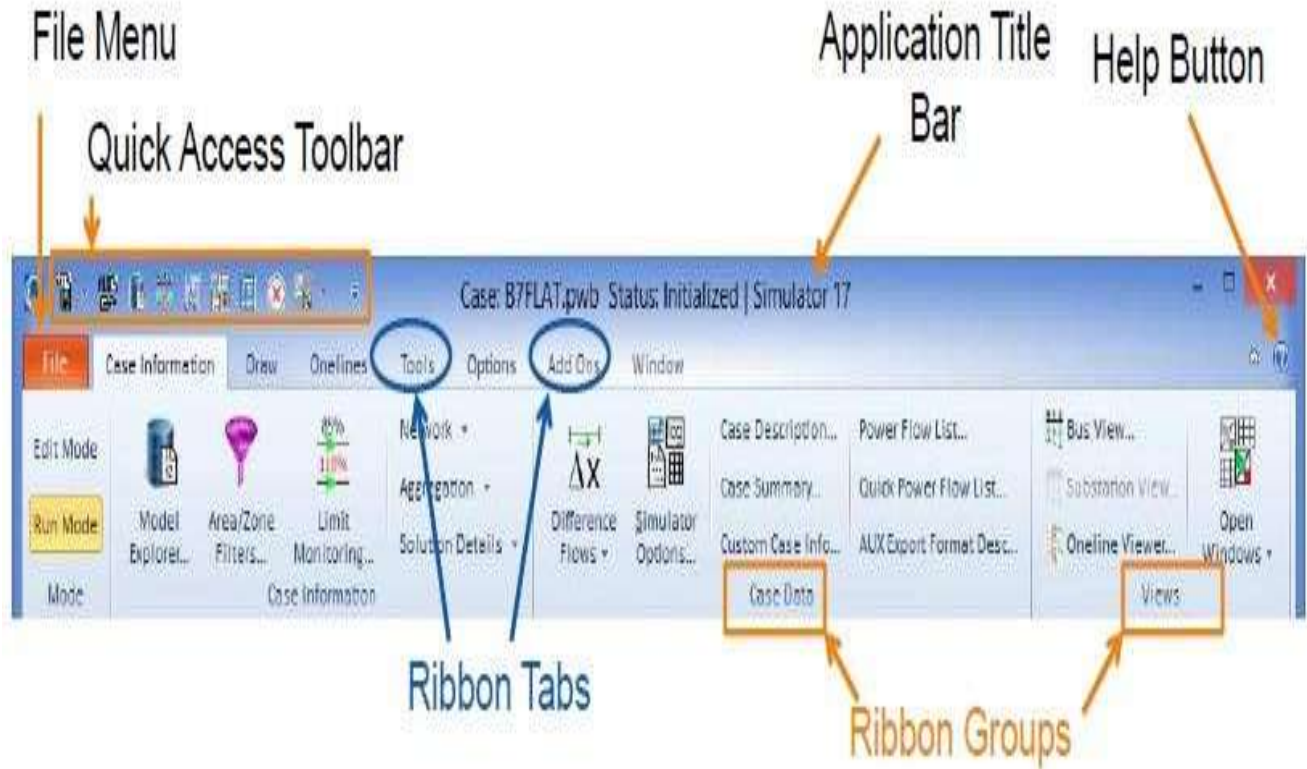 File Menu
Application Title
Bar
Help Button
Quick Access Toolbar
Case: B7FLAT.pwb Status: Initialized | Simulator 17
File Case Information Draw Onelines Tools Options Add Ons Window
Edit Mode
Run Mode
Mode
Model
Explorer...
Area/Zone
Filters...
Limit
Monitoring...
Network
Aggregation
Solution Details
Case Information
Δx
Difference
Flows
Simulator
Options...
Case Description...
Case Summary...
Custom Case Info...
Power Flow List...
Quick Power Flow List...
AUX Export Format Desc...
Case Data
Bus View...
Substation View...
Oneline Viewer...
Open
Windows
Views
Ribbon Tabs
Ribbon Groups